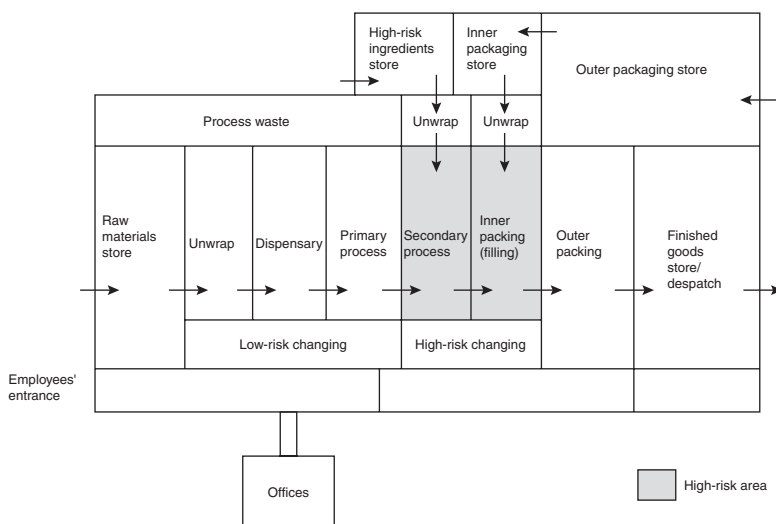 High-risk
ingredients
store
Inner
packaging
store
Outer packaging store
Process waste
Unwrap
Unwrap
Raw
materials
store
Unwrap
Dispensary
Primary
process
Secondary
process
Inner
packing
(filling)
Outer
packing
Finished
goods
store/
despatch
Low-risk changing
High-risk changing
Employees'
entrance
Offices
High-risk area